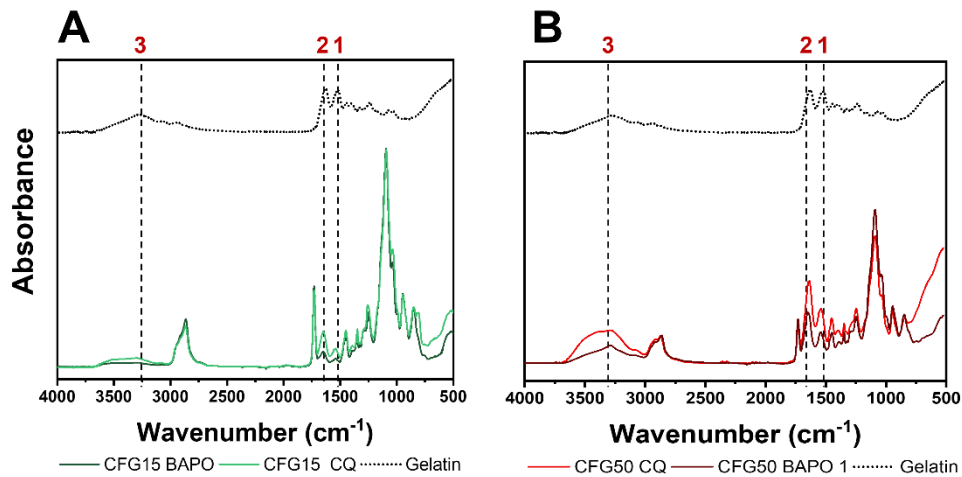 A
B
3 2 1
3 2 1
Absorbance
4000 3500 3000 2500 2000 1500 1000 500
4000 3500 3000 2500 2000 1500 1000 500
Wavenumber (cm-1)
Wavenumber (cm-1)
CFG15 BAPO CFG15 CQ Gelatin
CFG50 CQ CFG50 BAPO 1 Gelatin